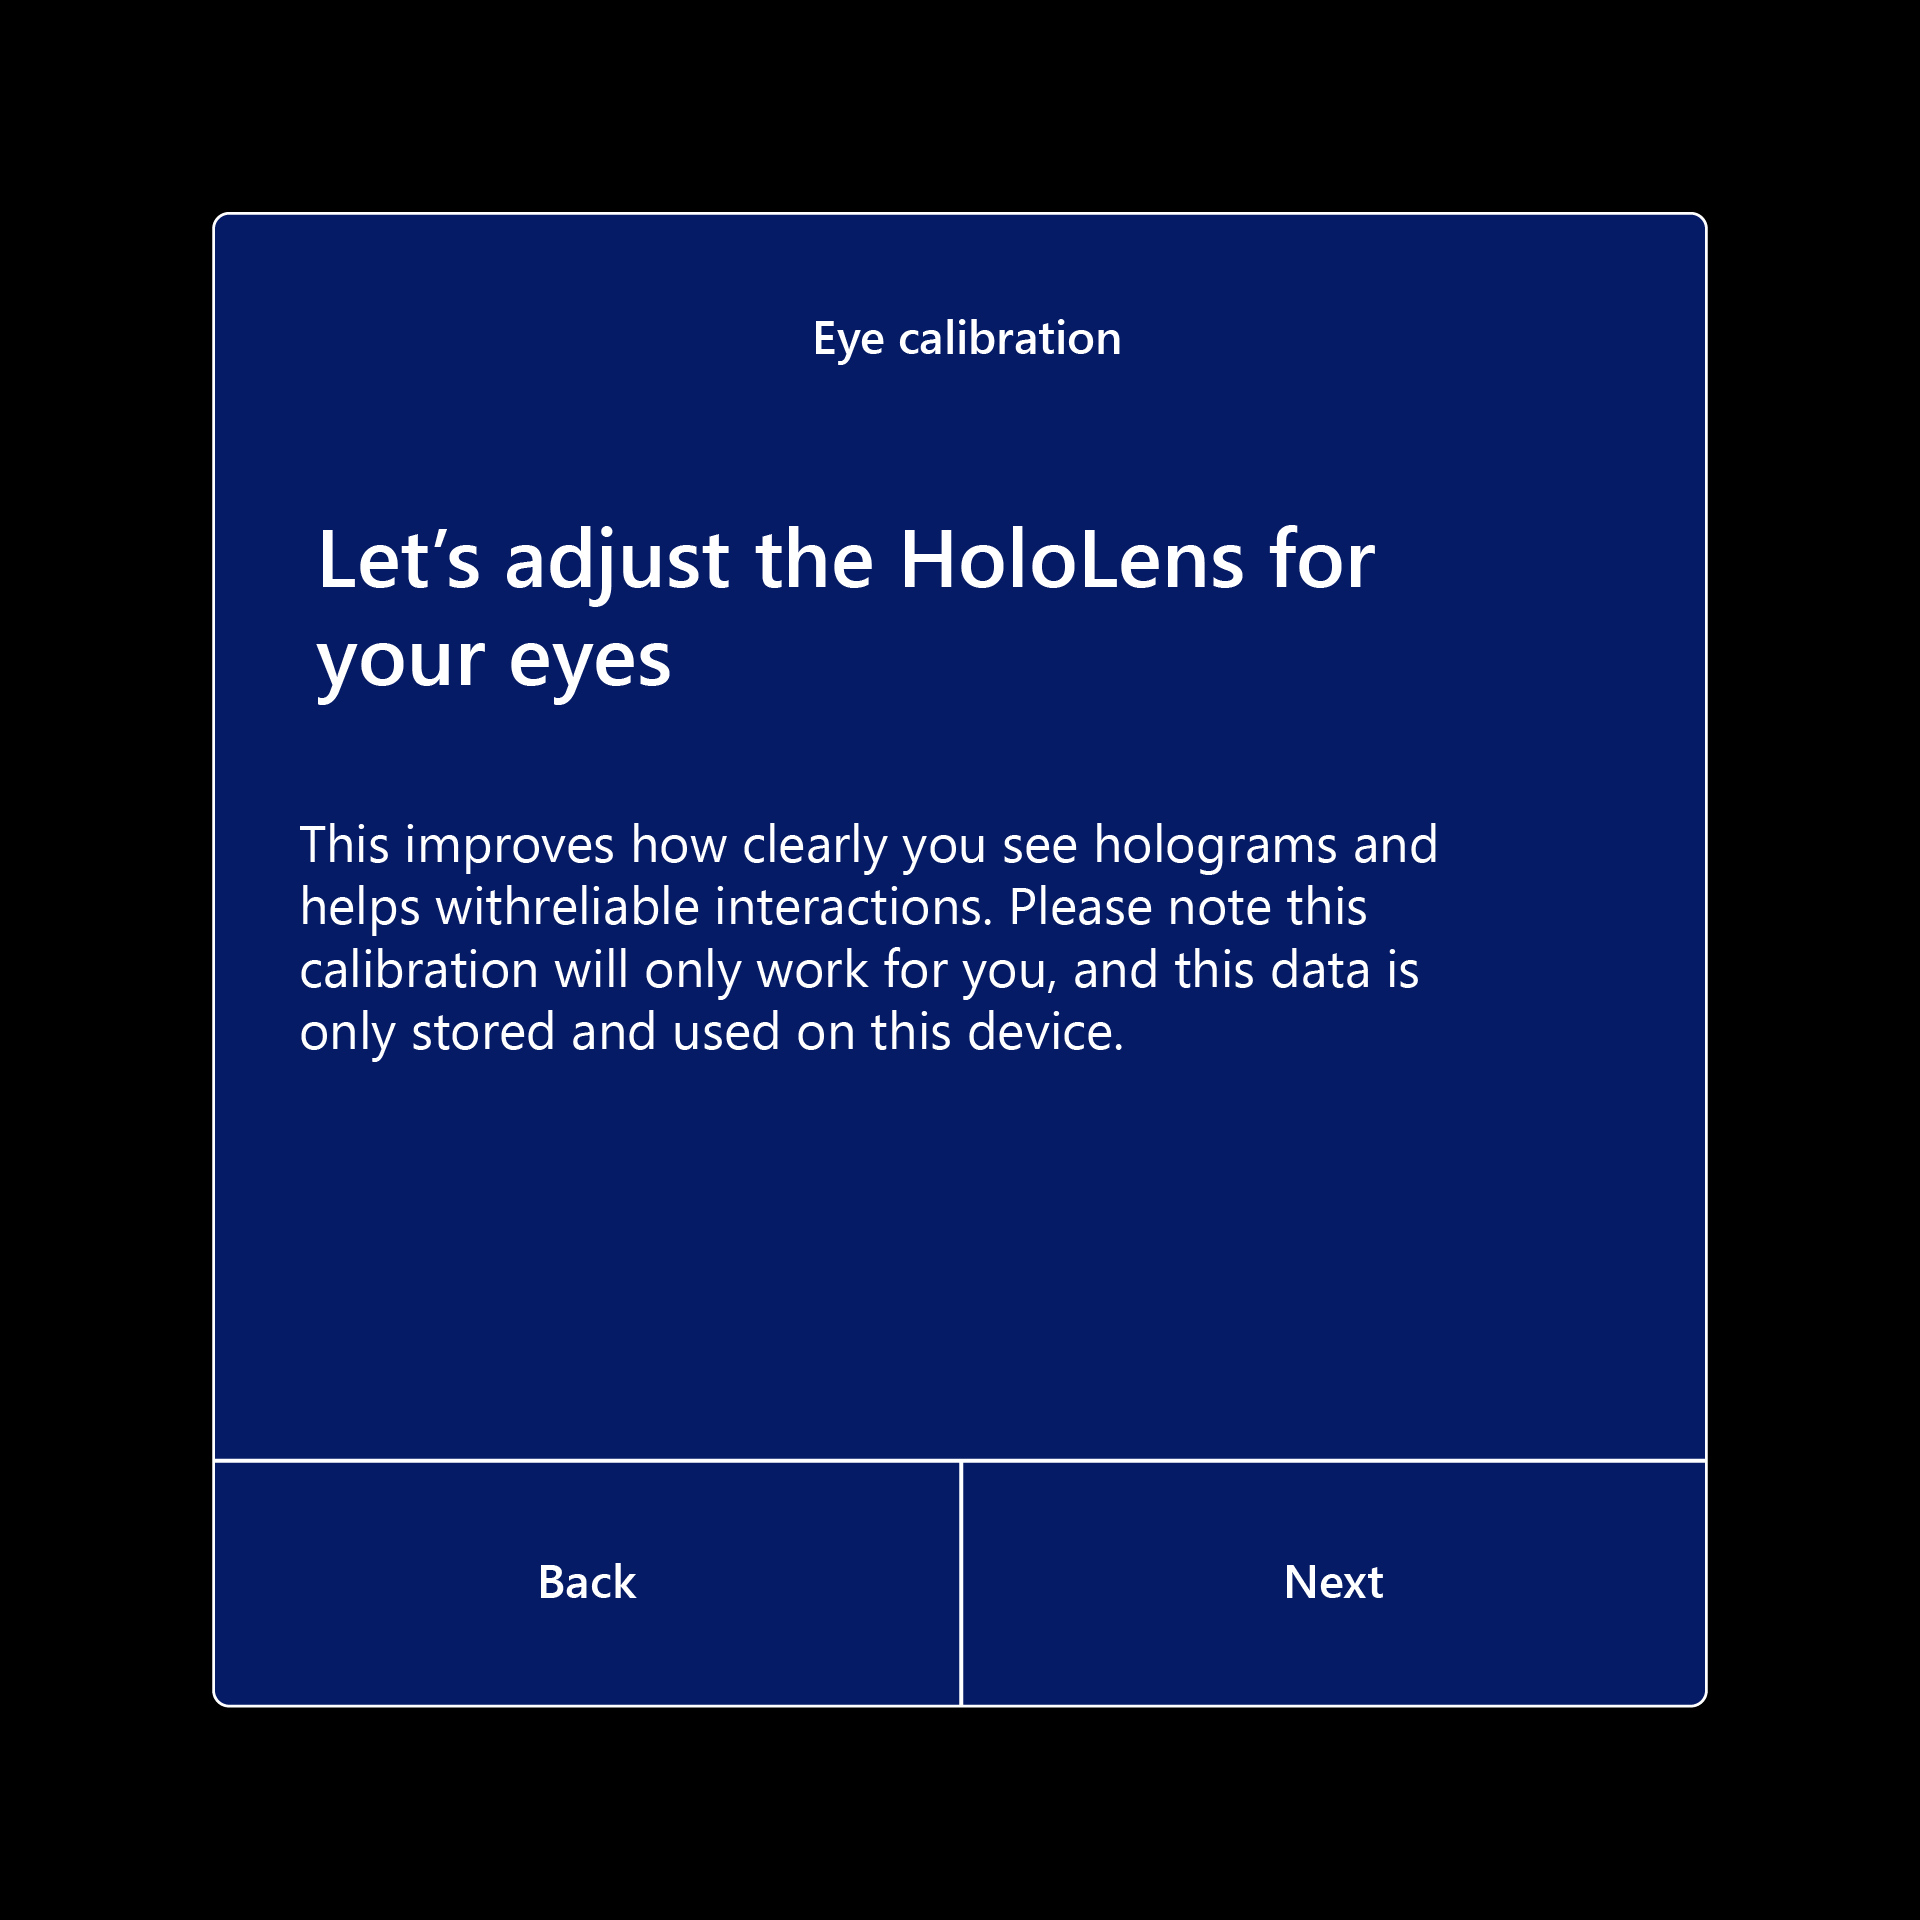 Eye calibration
Let’s adjust the HoloLens for
your eyes
This improves how clearly you see holograms and
helps withreliable interactions. Please note this
calibration will only work for you, and this data is
only stored and used on this device.
Back
Next